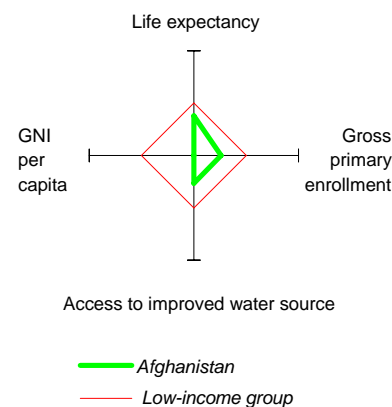 Life expectancy
GNI
per
capita
Gross
primary
enrollment
Access to improved water source
Afghanistan
Low-income group